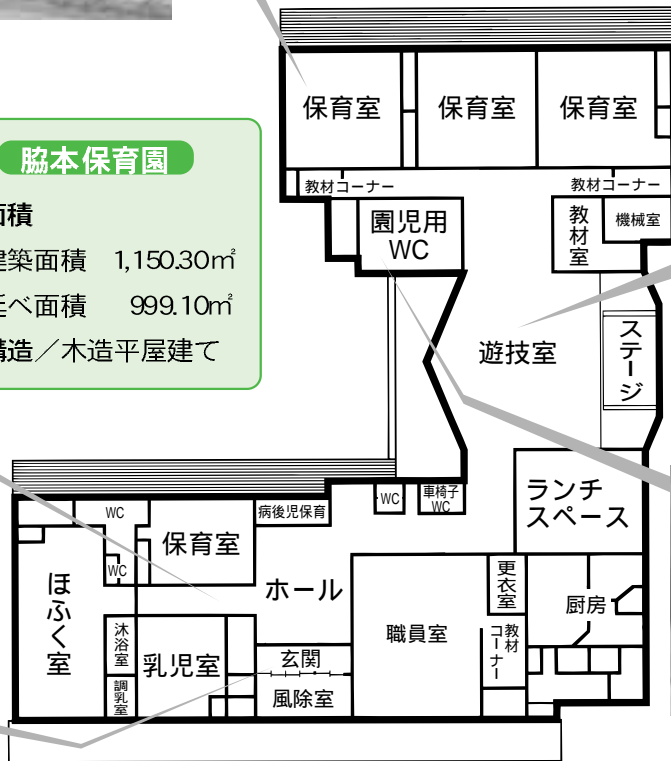 脇本保育園
面積
建築面積 1,150.30㎡
延べ面積 999.10㎡
構造／木造平屋建て
保育室
保育室
保育室
教材コーナー
教材コーナー
園児用
WC
教材室
機械室
遊技室
ステージ
ランチ
スペース
WC
車椅子
WC
WC
保育室
病後児保育
WC
ほふく室
ホール
更衣室
厨房
沐浴室
乳児室
職員室
教材
コーナー
玄関
調乳室
風除室